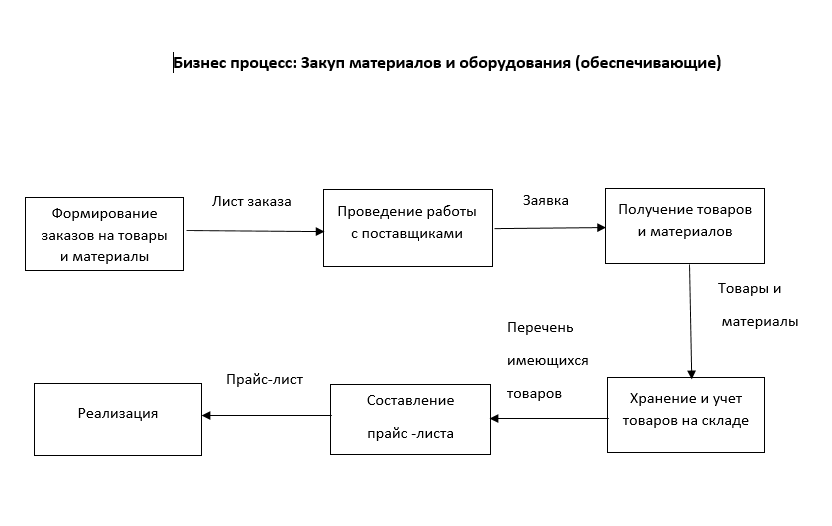 Бизнес процесс: Закуп материалов и оборудования (обеспечивающие)
Формирование
заказов на товары
и материалы
Лист заказа
Проведение работы
с поставщиками
Заявка
Получение товаров
и материалов
Товары и
материалы
Хранение и учет
товаров на складе
Перечень
имеющихся
товаров
Составление
прайс -листа
Прайс-лист
Реализация